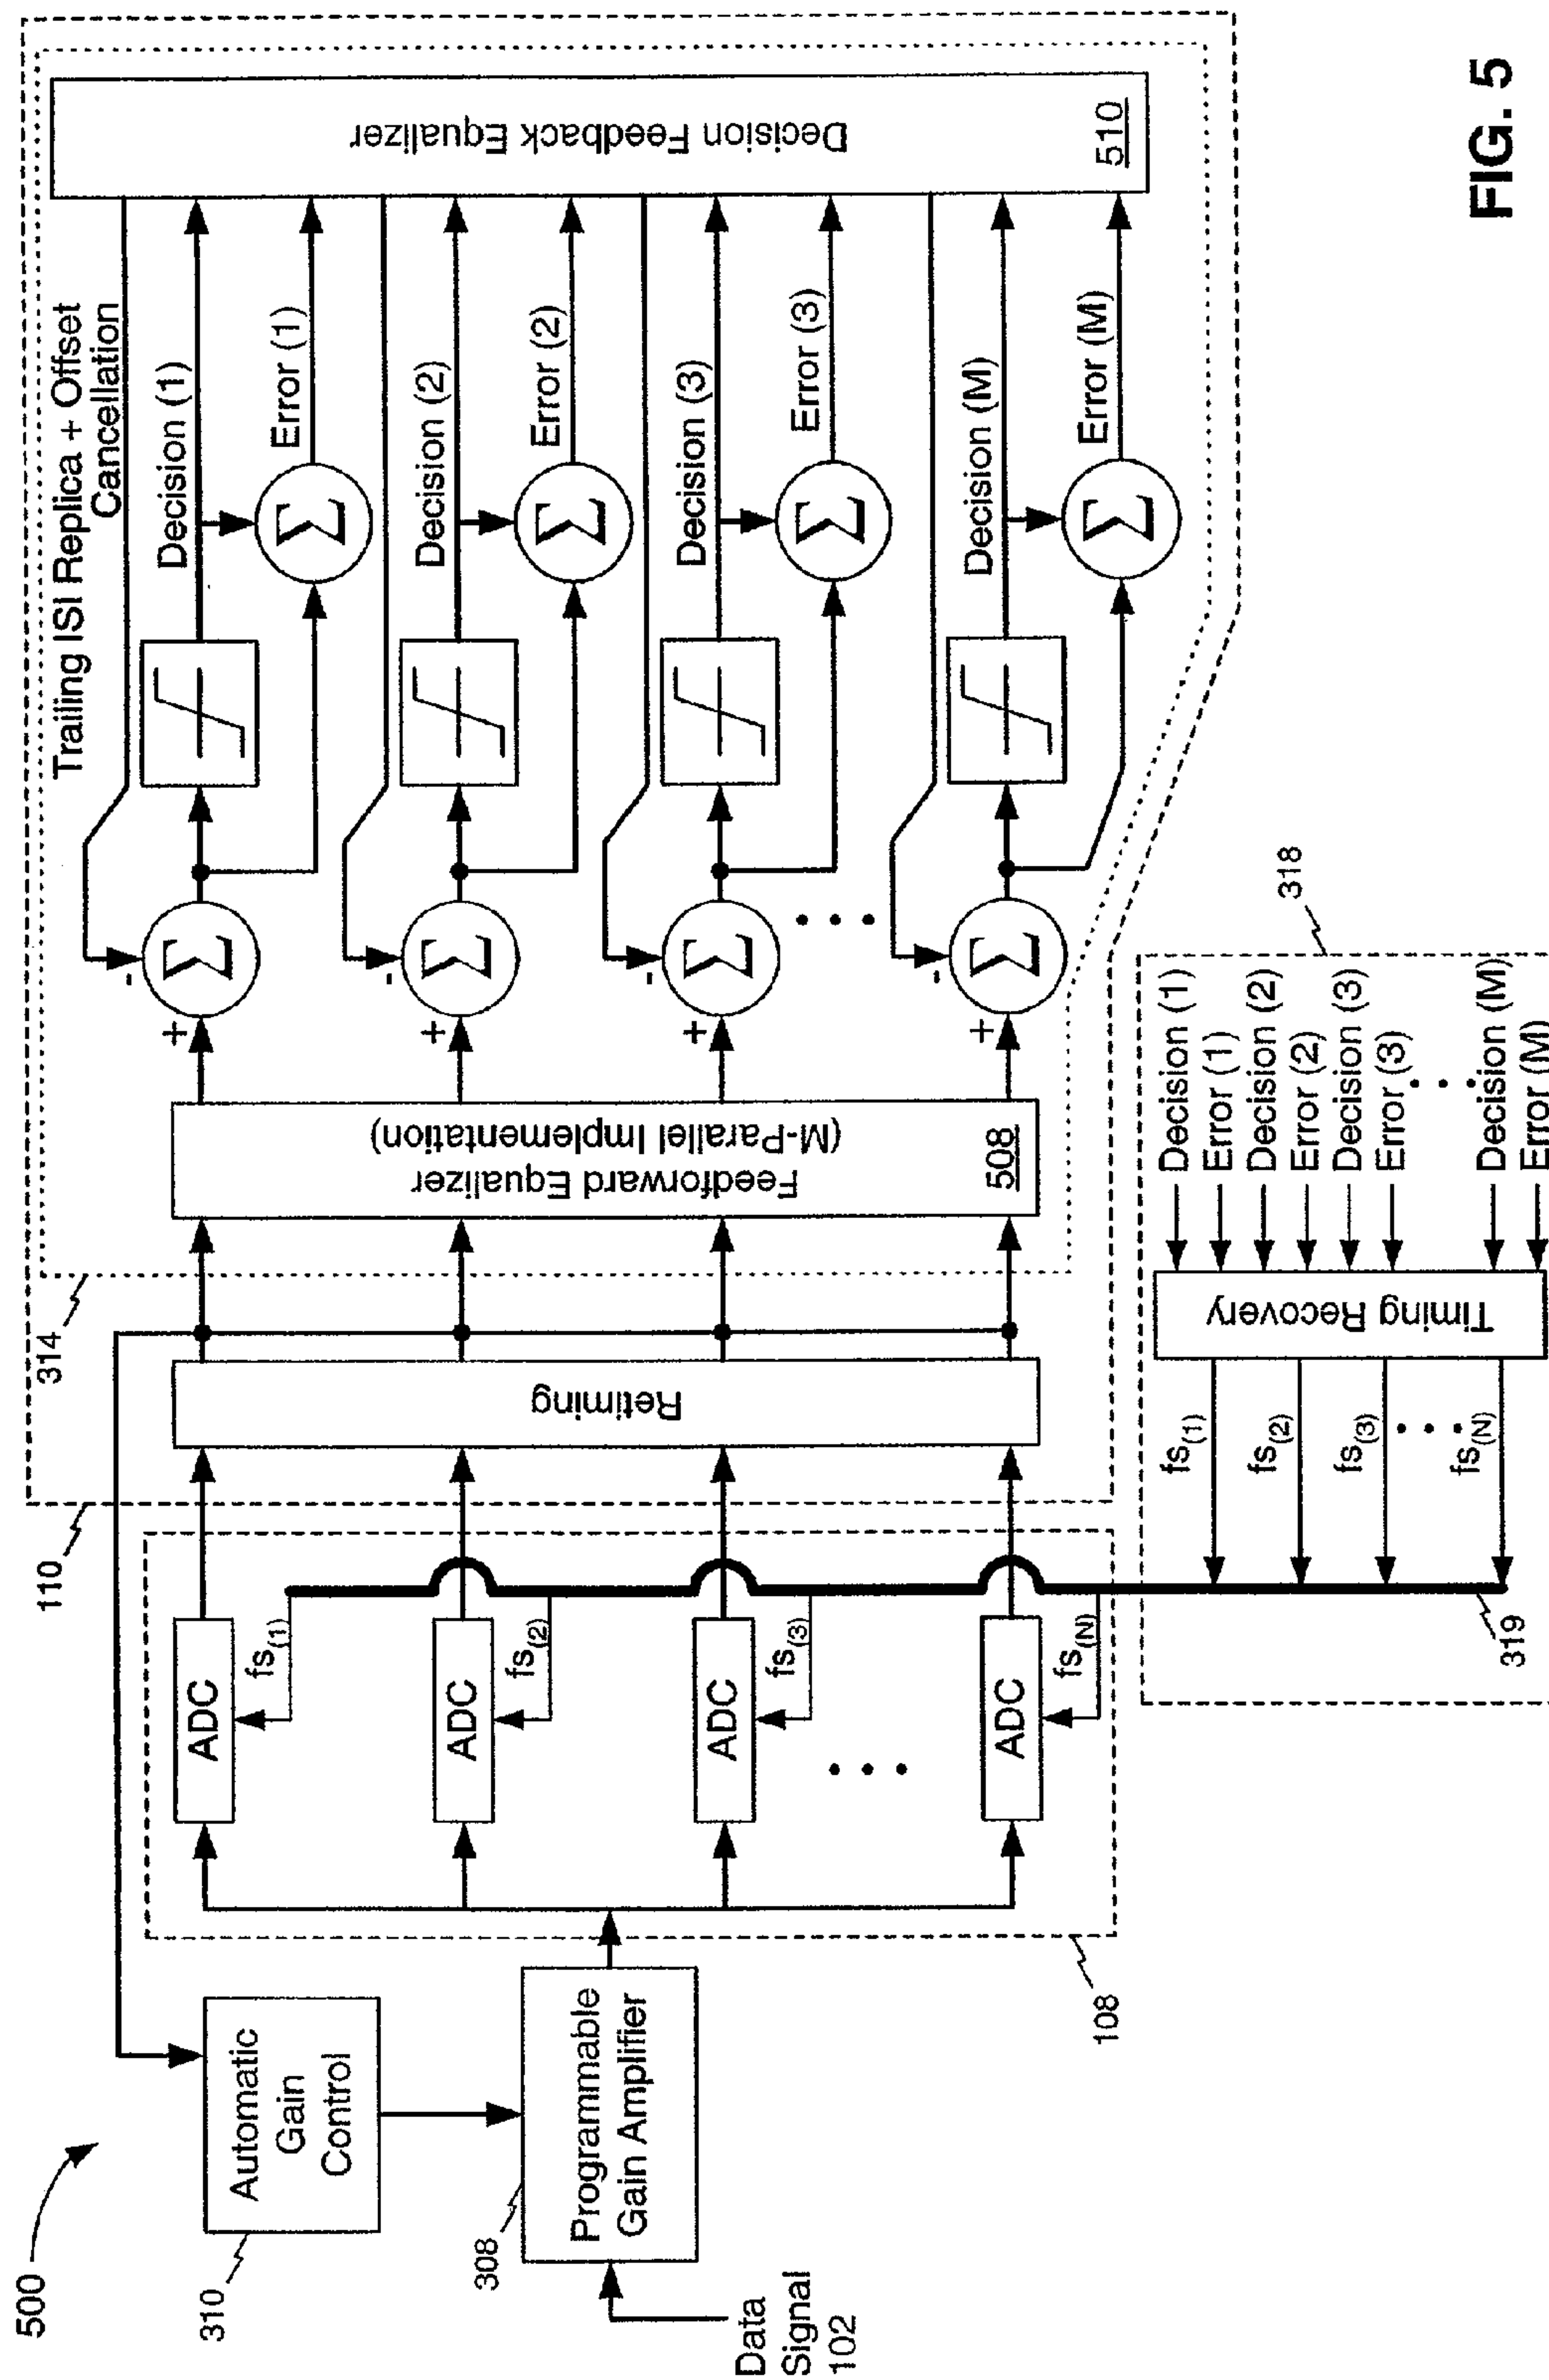 500
310
Automatic
Gain
Control
308
Programmable
Gain Amplifier
Data
Signal
102
108
ADC
fs(1)
ADC
fs(2)
ADC
fs(3)
• • •
ADC
fs(N)
110
Retiming
314
Feedforward Equalizer
(M-Parallel Implementation)
508
Trailing ISI Replica + Offset
Cancellation
+
-
Σ
Decision (1)
Σ
Error (1)
+
-
Σ
Decision (2)
Σ
Error (2)
+
-
Σ
Decision (3)
Σ
Error (3)
• • •
+
-
Σ
Decision (M)
Σ
Error (M)
Decision Feedback Equalizer
510
318
Decision (1)
Error (1)
Decision (2)
Error (2)
Decision (3)
Error (3)
• • •
Decision (M)
Error (M)
Timing Recovery
fs(1)
fs(2)
fs(3)
• • •
fs(N)
319
FIG. 5